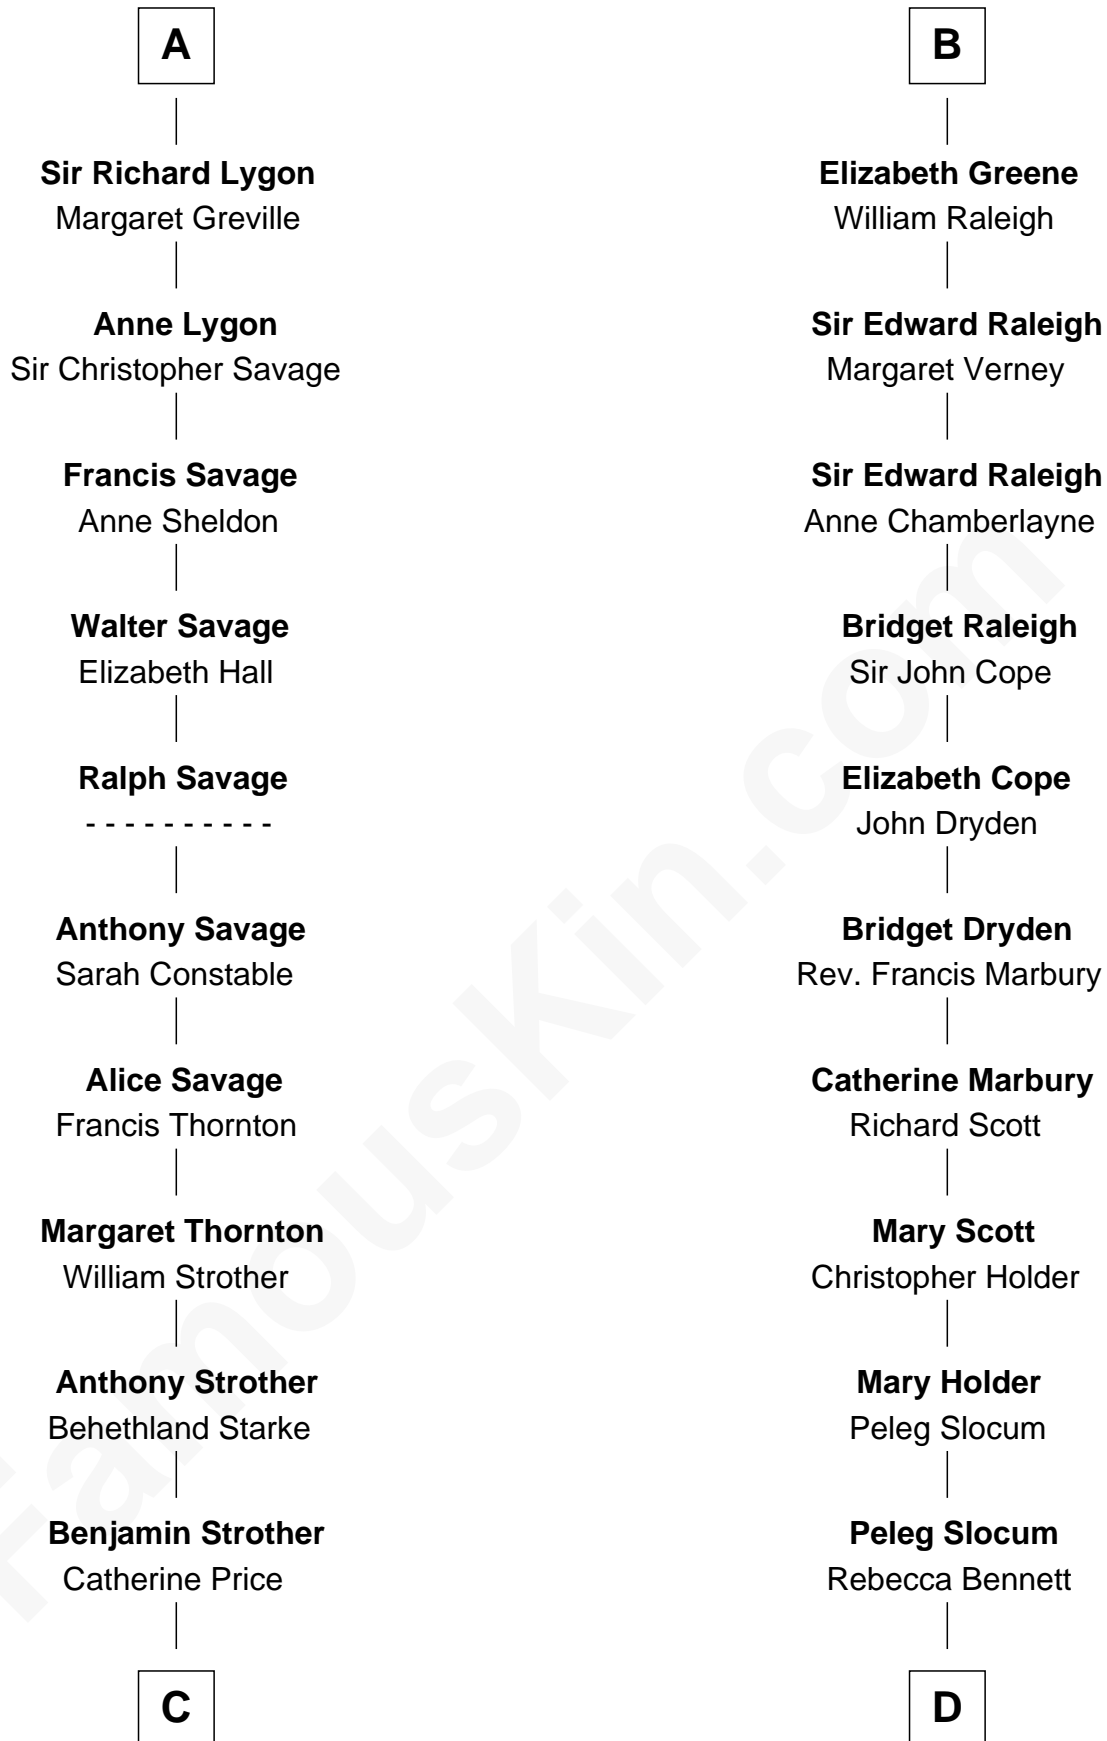 A
Sir Richard Lygon
Margaret Greville
Anne Lygon
Sir Christopher Savage
Francis Savage
Anne Sheldon
Walter Savage
Elizabeth Hall
Ralph Savage
- - - - - - - - - -
Anthony Savage
Sarah Constable
Alice Savage
Francis Thornton
Margaret Thornton
William Strother
Anthony Strother
Behethland Starke
Benjamin Strother
Catherine Price
C
B
Elizabeth Greene
William Raleigh
Sir Edward Raleigh
Margaret Verney
Sir Edward Raleigh
Anne Chamberlayne
Bridget Raleigh
Sir John Cope
Elizabeth Cope
John Dryden
Bridget Dryden
Rev. Francis Marbury
Catherine Marbury
Richard Scott
Mary Scott
Christopher Holder
Mary Holder
Peleg Slocum
Peleg Slocum
Rebecca Bennett
D
FamousKin.com